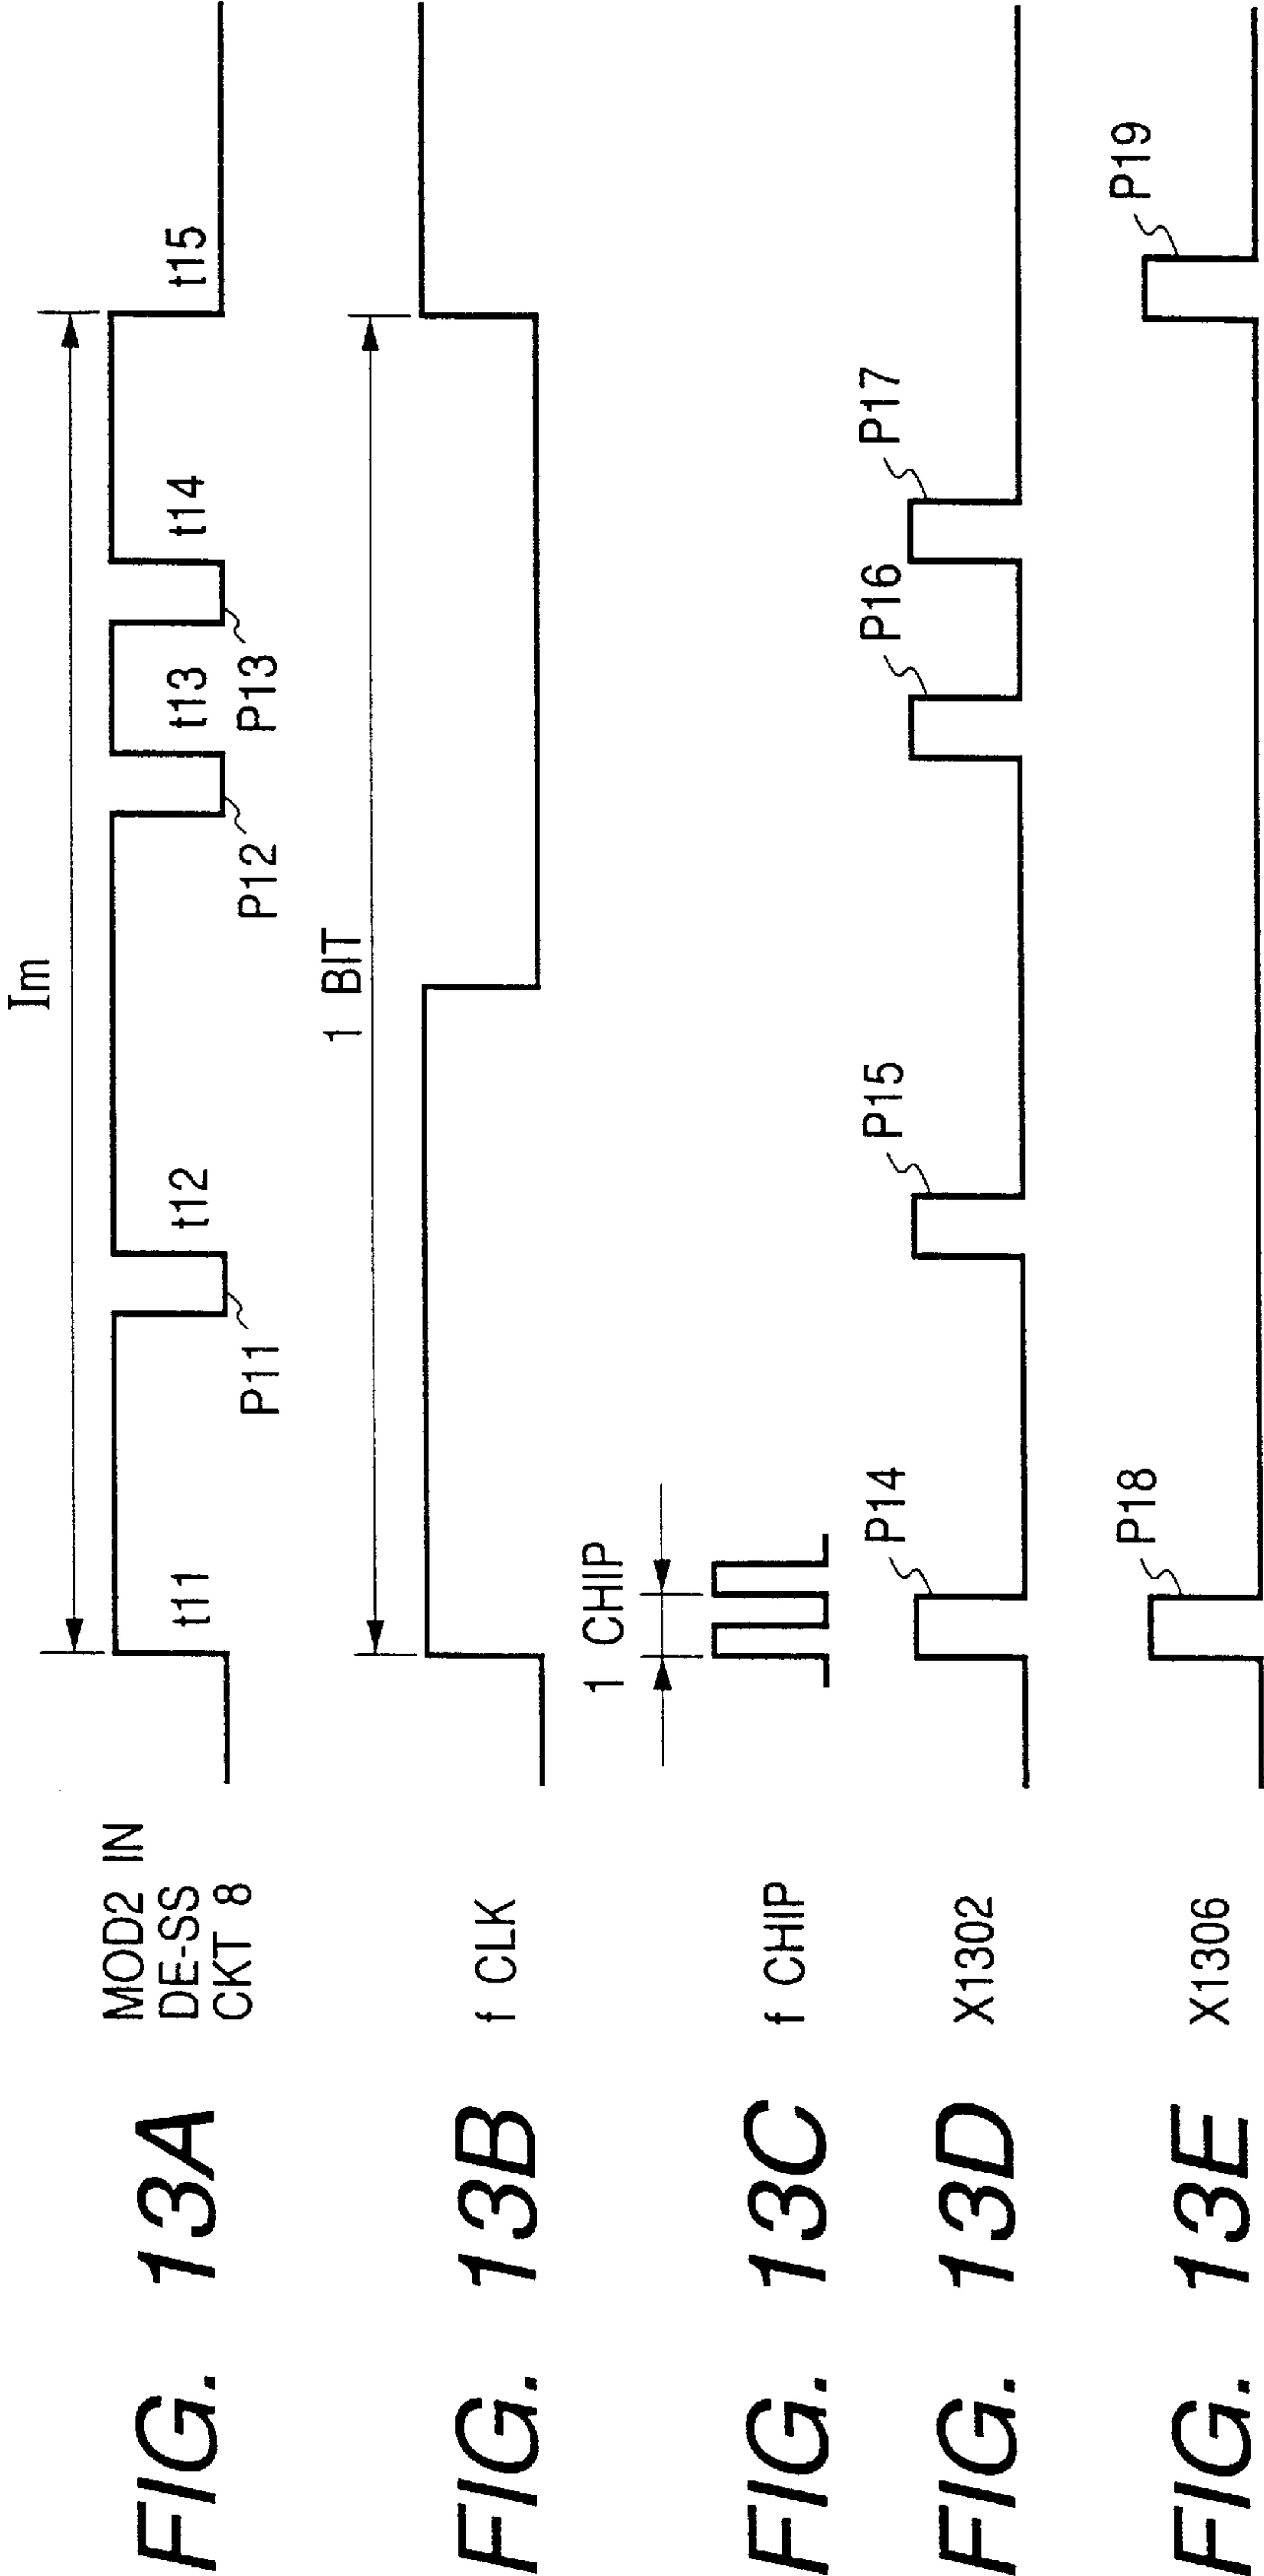 FIG. 13A
MOD2 IN
DE-SS
CKT 8
Im
t11
t12
t13
t14
t15
P11
P12
P13
FIG. 13B
f CLK
1 BIT
FIG. 13C
f CHIP
1 CHIP
FIG. 13D
X1302
P14
P15
P16
P17
FIG. 13E
X1306
P18
P19